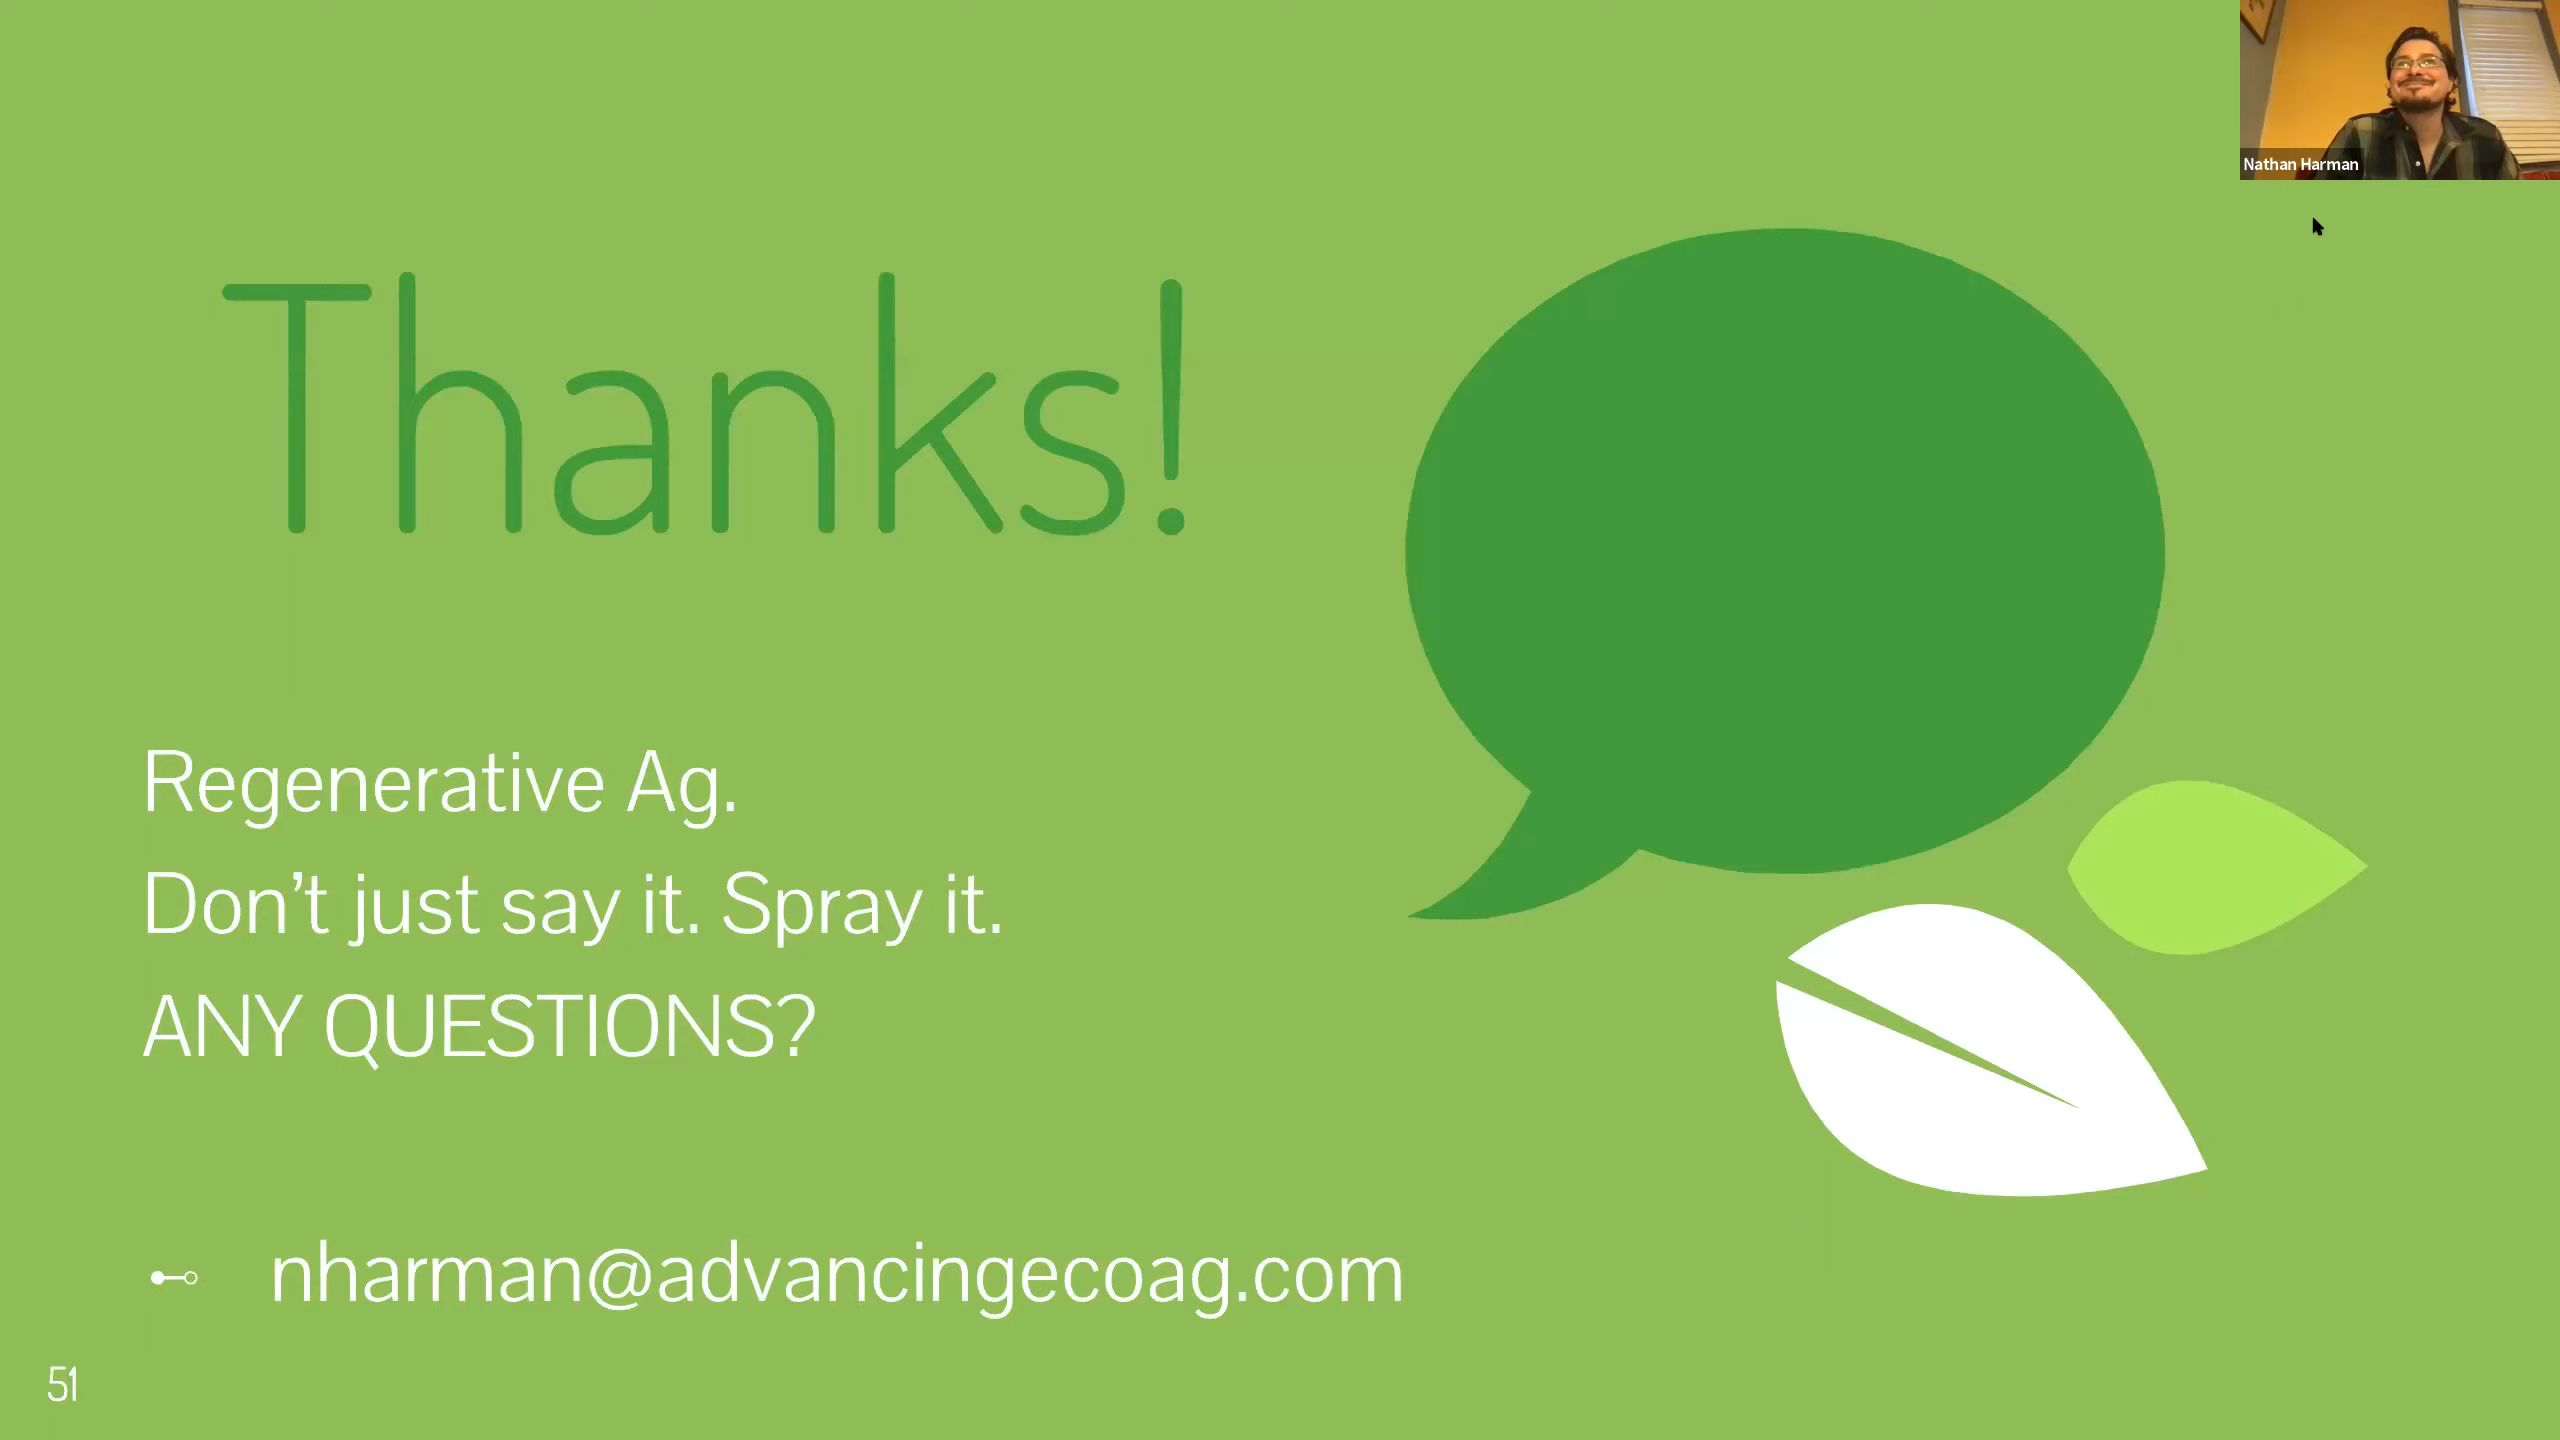 Nathan Harman
Thanks!
Regenerative Ag.
Don’t just say it. Spray it.
ANY QUESTIONS?
nharman@advancingecoag.com
51